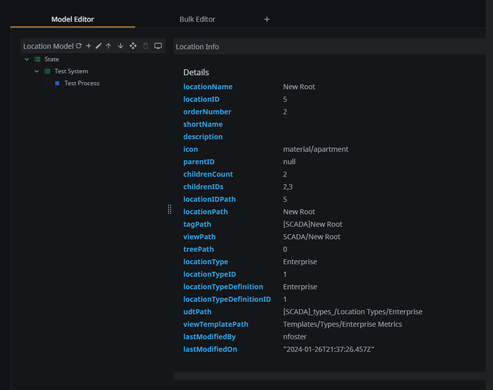 Model Editor
Bulk Editor
+
Location Model
State
Test System
Test Process
Location Info
Details
locationName New Root
locationID 5
orderNumber 2
shortName
description
icon material/apartment
parentID null
childrenCount 2
childrenIDs 2,3
locationIDPath 5
locationPath New Root
tagPath [SCADA]New Root
viewPath SCADA/New Root
treePath 0
locationType Enterprise
locationTypeID 1
locationTypeDefinition Enterprise
locationTypeDefinitionID 1
udtPath [SCADA]_types_/Location Types/Enterprise
viewTemplatePath Templates/Types/Enterprise Metrics
lastModifiedBy nfoster
lastModifiedOn "2024-01-26T21:37:26.457Z"